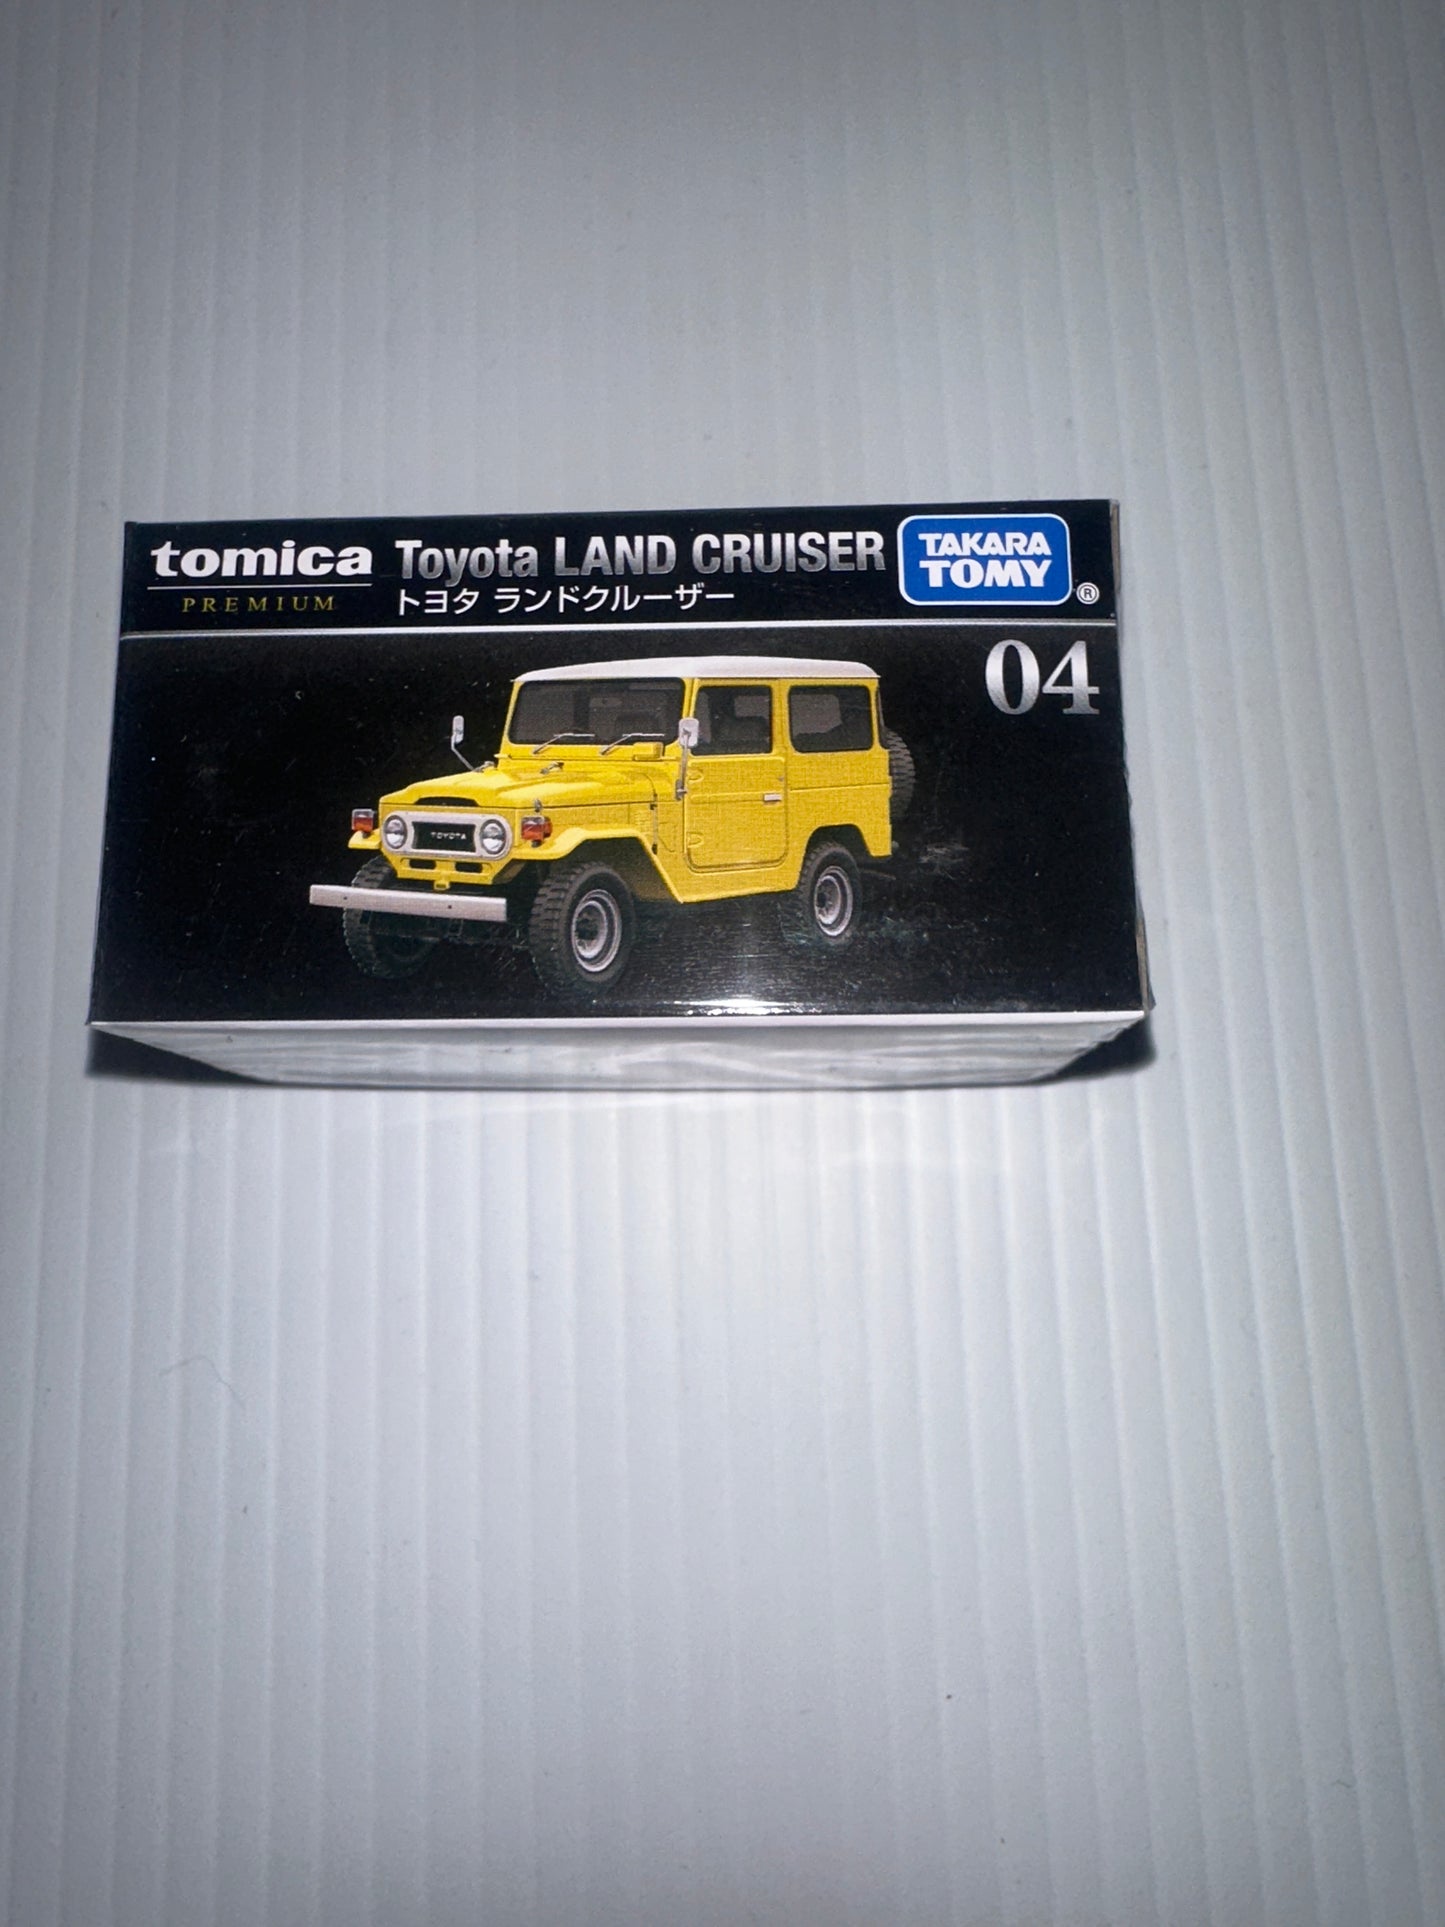 tomica
PREMIUM
Toyota LAND CRUISER
トヨタ ランドクルーザー
TAKARA
TOMY
®
04
TOYOTA